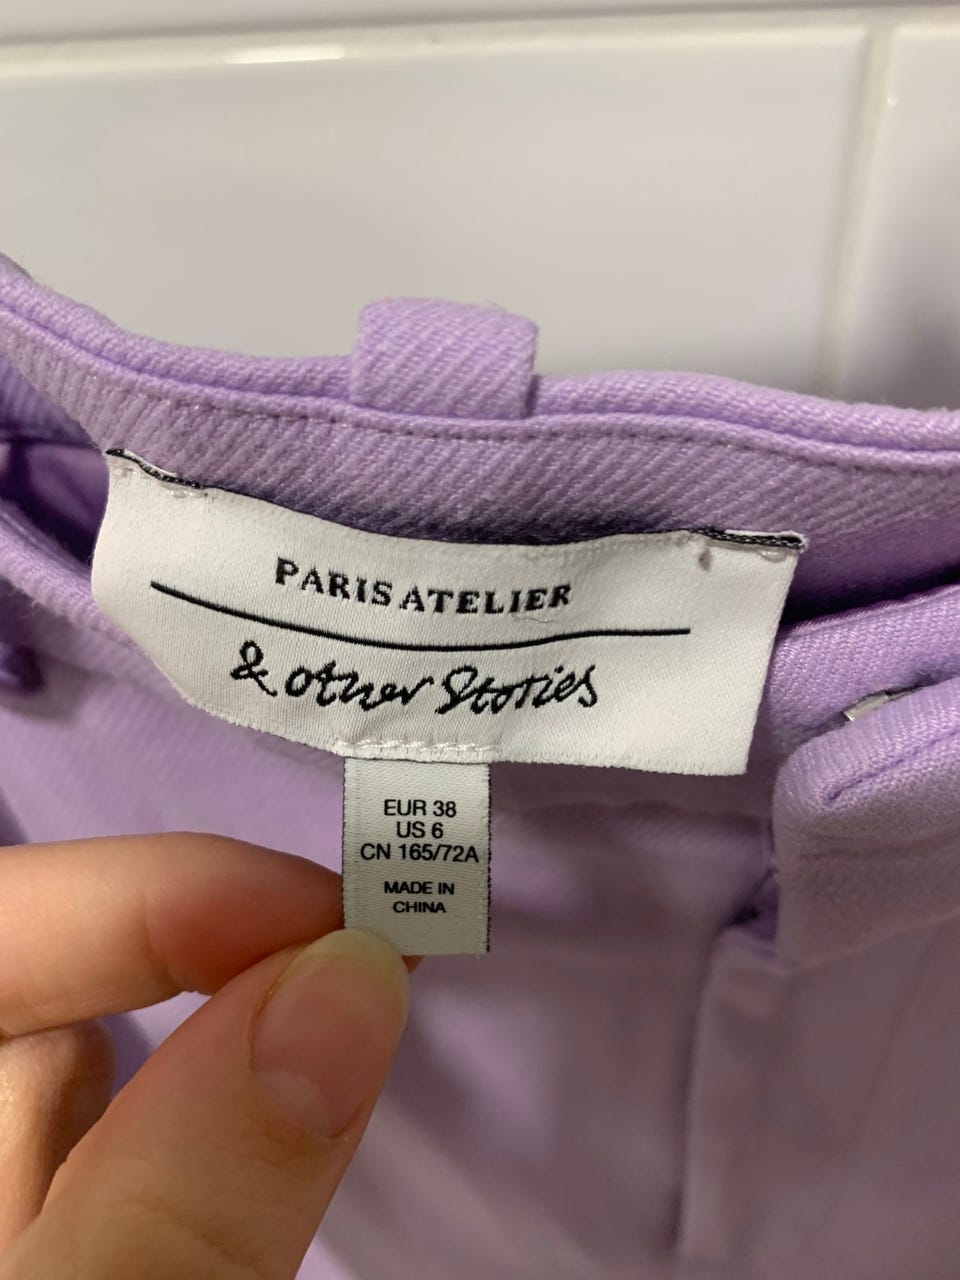 PARIS ATELIER
& other Stories
EUR 38
US 6
CN 165/72A
MADE IN
CHINA